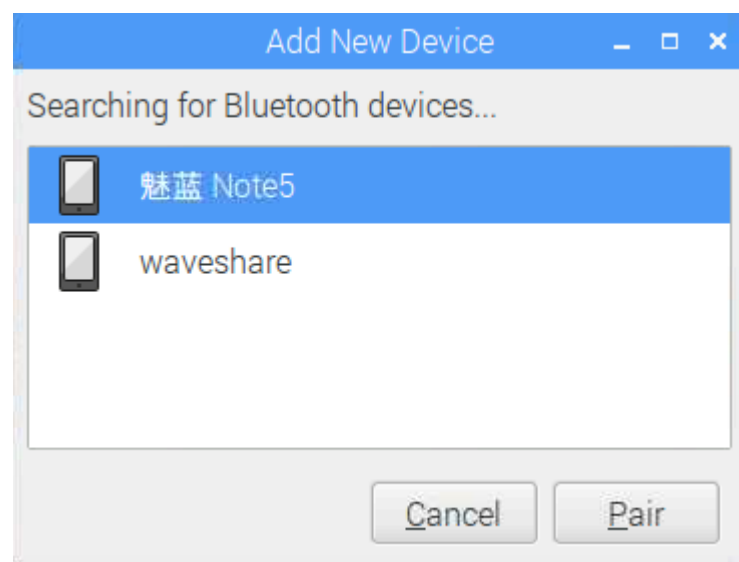 Add New Device
Searching for Bluetooth devices...
魅蓝 Note5
waveshare
Cancel
Pair